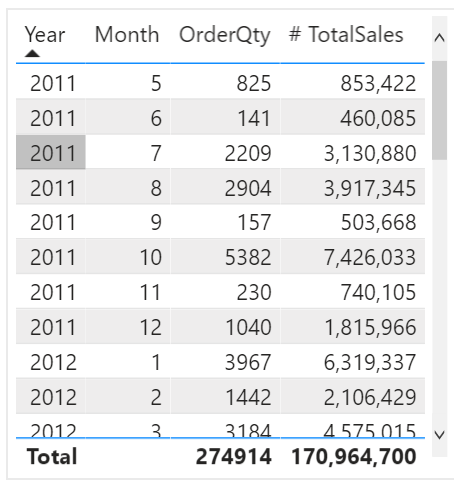 Year Month OrderQty # TotalSales
2011 5 825 853,422
2011 6 141 460,085
2011 7 2209 3,130,880
2011 8 2904 3,917,345
2011 9 157 503,668
2011 10 5382 7,426,033
2011 11 230 740,105
2011 12 1040 1,815,966
2012 1 3967 6,319,337
2012 2 1442 2,106,429
2012 3 3184 4,575,015
Total 274914 170,964,700